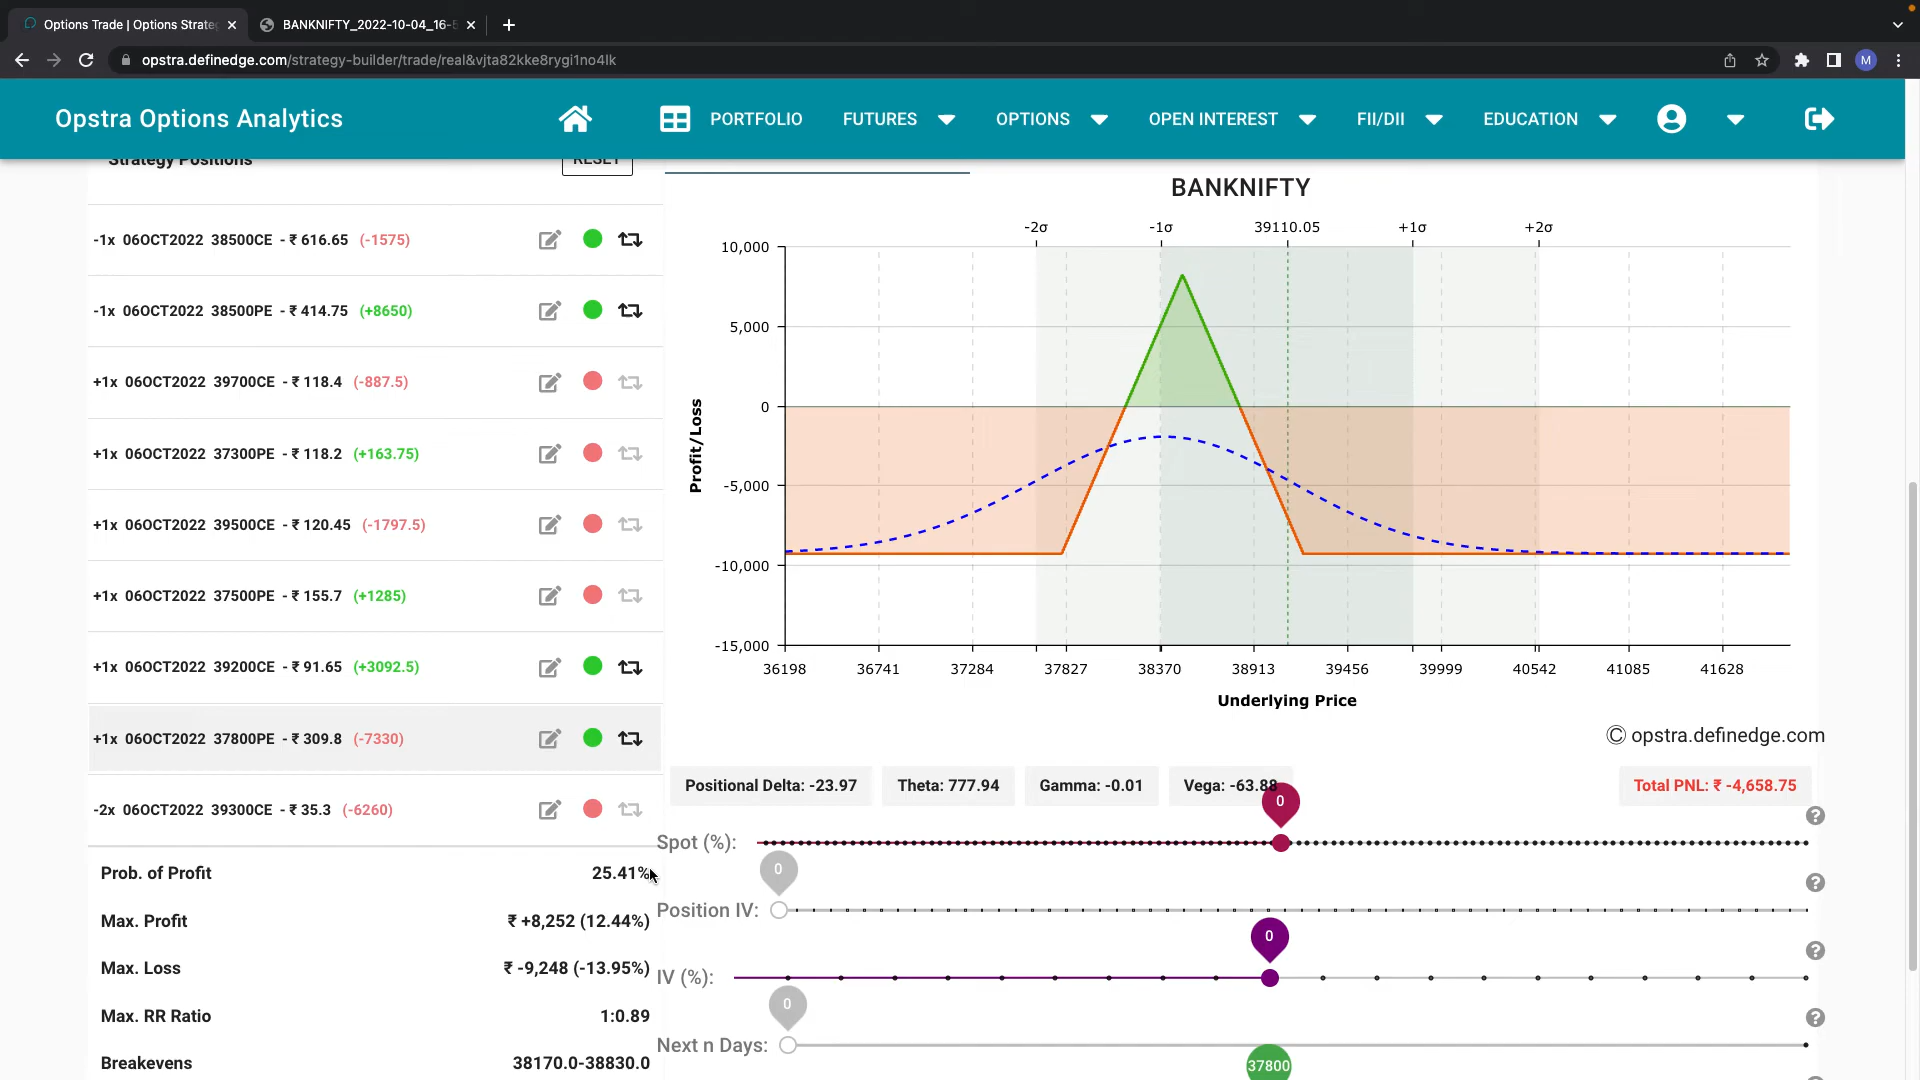 Options Trade | Options Strate
BANKNIFTY_2022-10-04_16-5
opstra.definedge.com/strategy-builder/trade/real&vjta82kke8rygi1no4lk
M
Opstra Options Analytics
PORTFOLIO
FUTURES
OPTIONS
OPEN INTEREST
FII/DII
EDUCATION
Strategy Positions
RESET
-1x 06OCT2022 38500CE - ₹ 616.65 (-1575)
-1x 06OCT2022 38500PE - ₹ 414.75 (+8650)
+1x 06OCT2022 39700CE - ₹ 118.4 (-887.5)
+1x 06OCT2022 37300PE - ₹ 118.2 (+163.75)
+1x 06OCT2022 39500CE - ₹ 120.45 (-1797.5)
+1x 06OCT2022 37500PE - ₹ 155.7 (+1285)
+1x 06OCT2022 39200CE - ₹ 91.65 (+3092.5)
+1x 06OCT2022 37800PE - ₹ 309.8 (-7330)
-2x 06OCT2022 39300CE - ₹ 35.3 (-6260)
Prob. of Profit 25.41%
Max. Profit ₹ +8,252 (12.44%)
Max. Loss ₹ -9,248 (-13.95%)
Max. RR Ratio 1:0.89
Breakevens 38170.0-38830.0
BANKNIFTY
-2σ -1σ 39110.05 +1σ +2σ
10,000
5,000
0
-5,000
-10,000
-15,000
Profit/Loss
36198 36741 37284 37827 38370 38913 39456 39999 40542 41085 41628
Underlying Price
© opstra.definedge.com
Positional Delta: -23.97
Theta: 777.94
Gamma: -0.01
Vega: -63.88
Total PNL: ₹ -4,658.75
0
?
Spot (%):
0
?
Position IV:
0
?
IV (%):
0
?
Next n Days:
37800